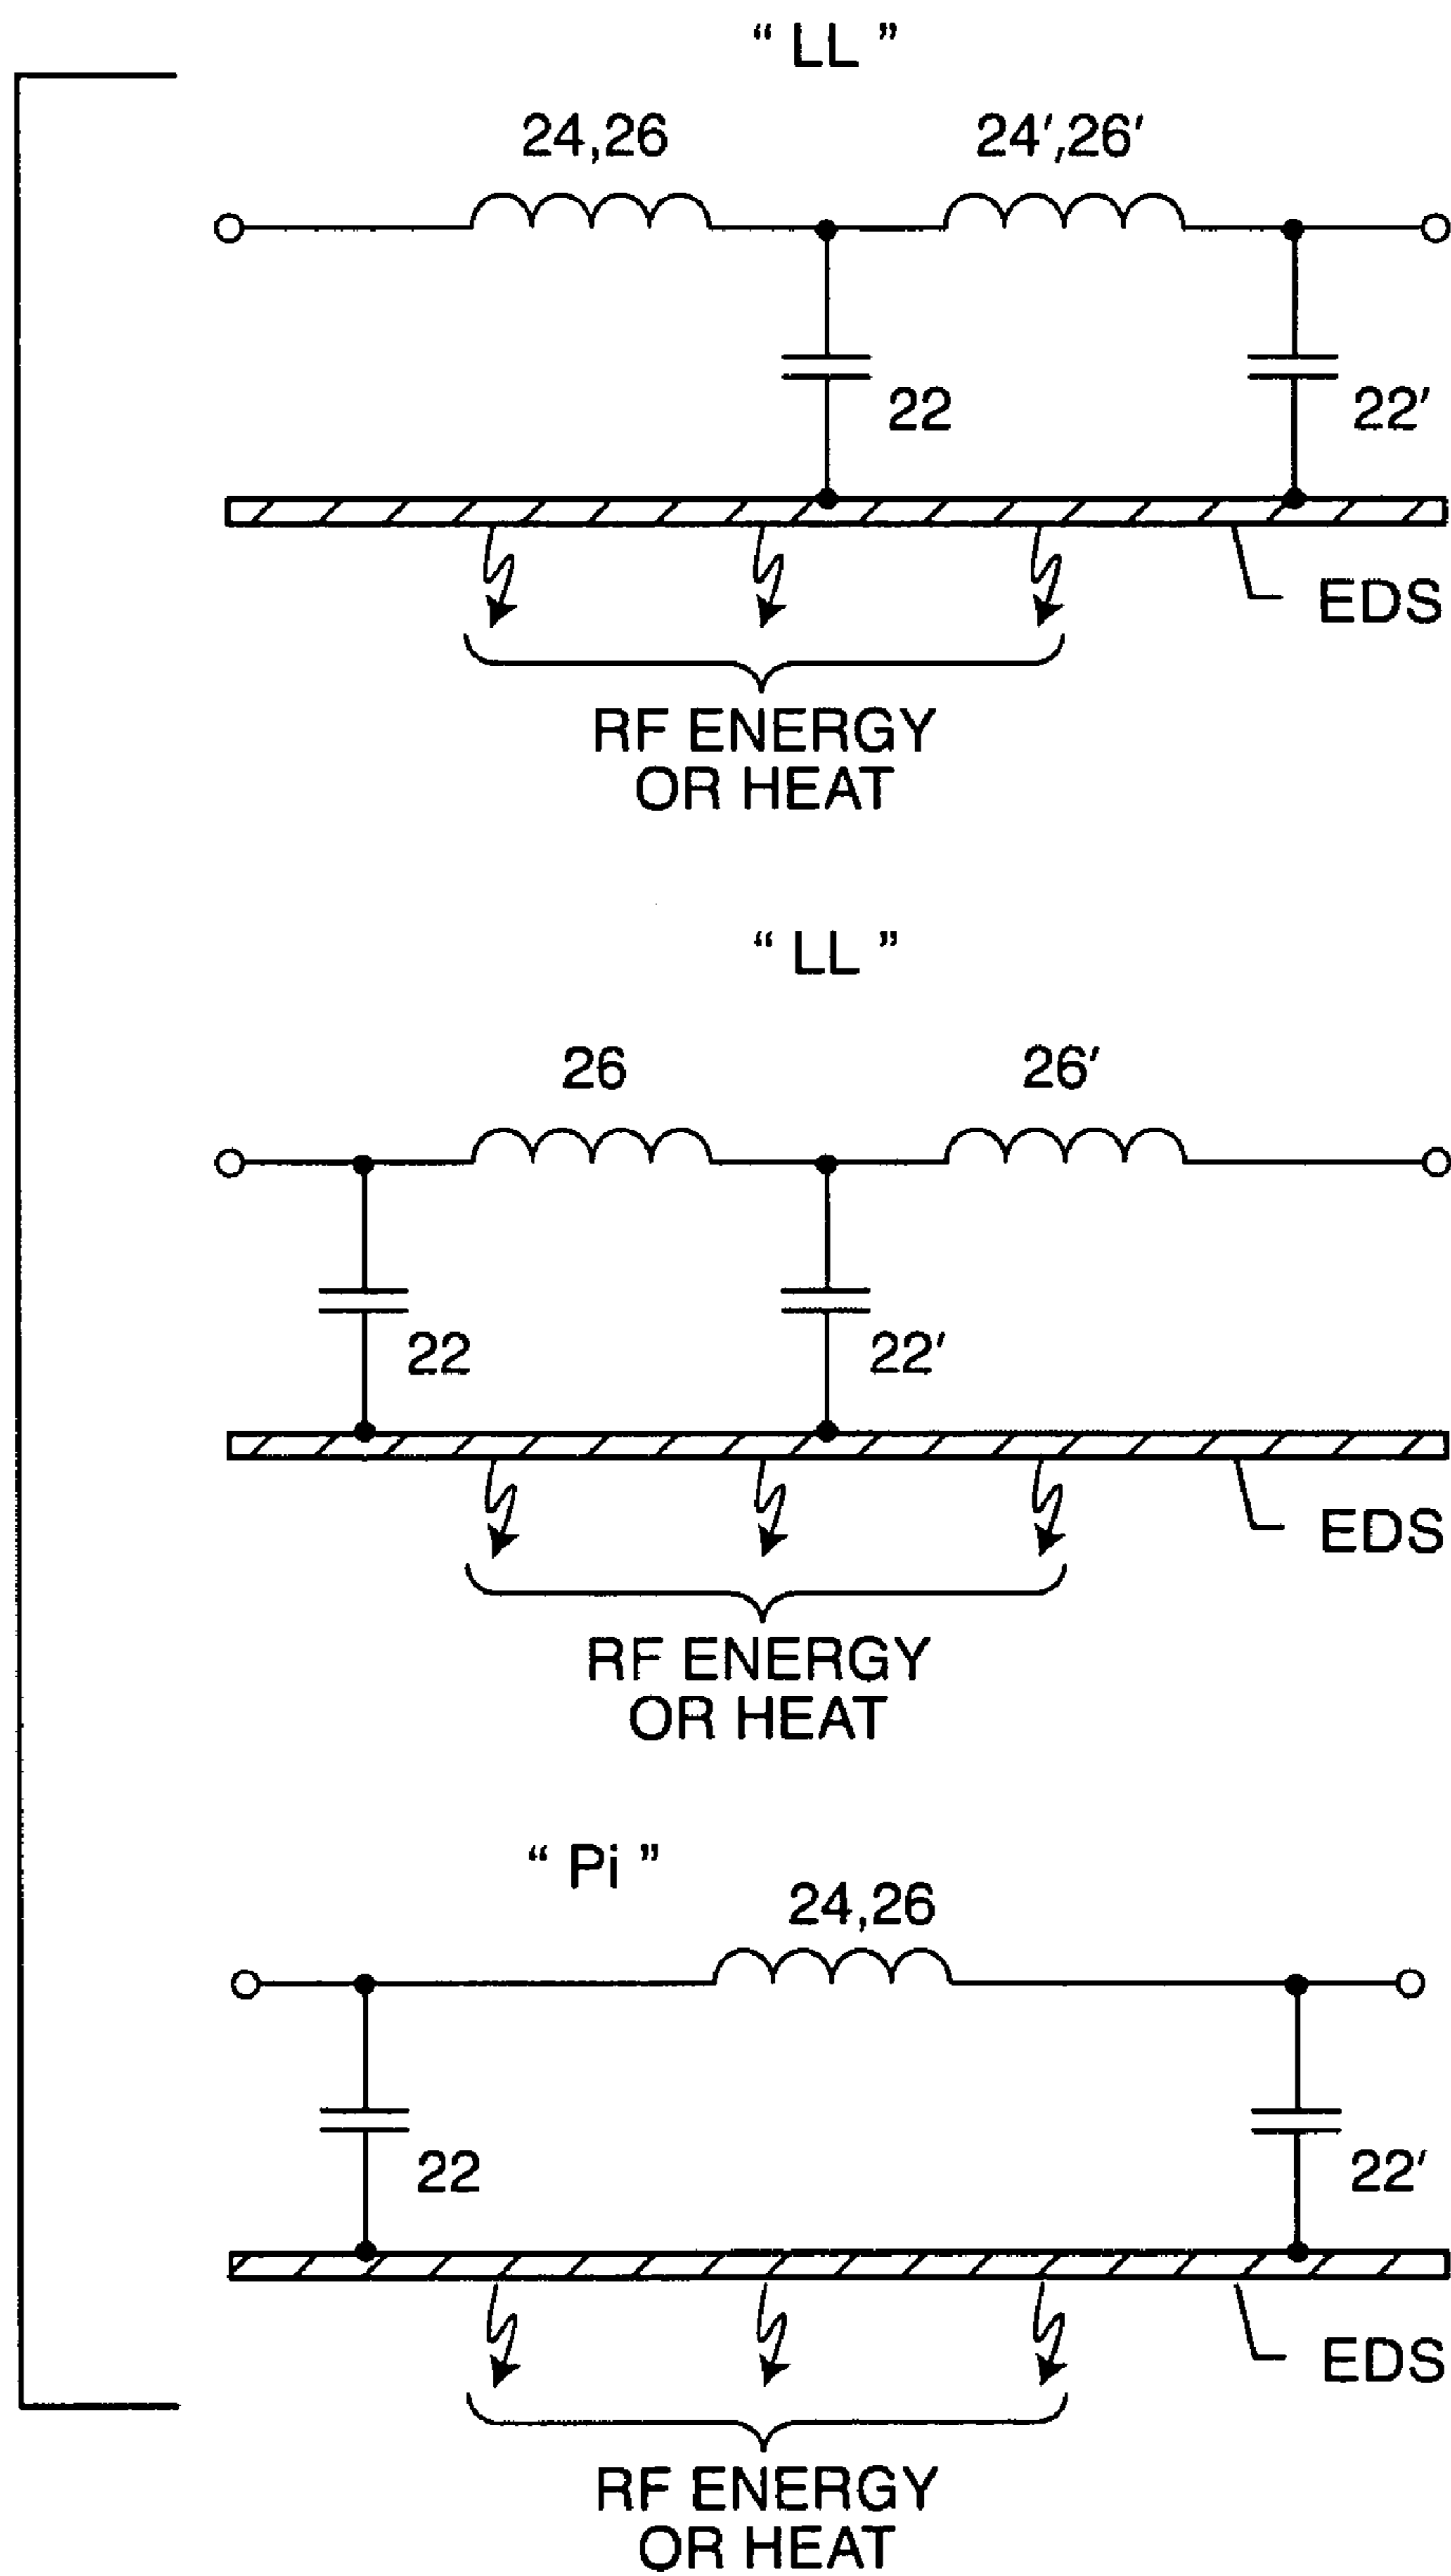 “ LL ”
24,26
24′,26′
22
22′
EDS
RF ENERGY
OR HEAT
“ LL ”
26
26′
22
22′
EDS
RF ENERGY
OR HEAT
“ Pi ”
24,26
22
22′
EDS
RF ENERGY
OR HEAT